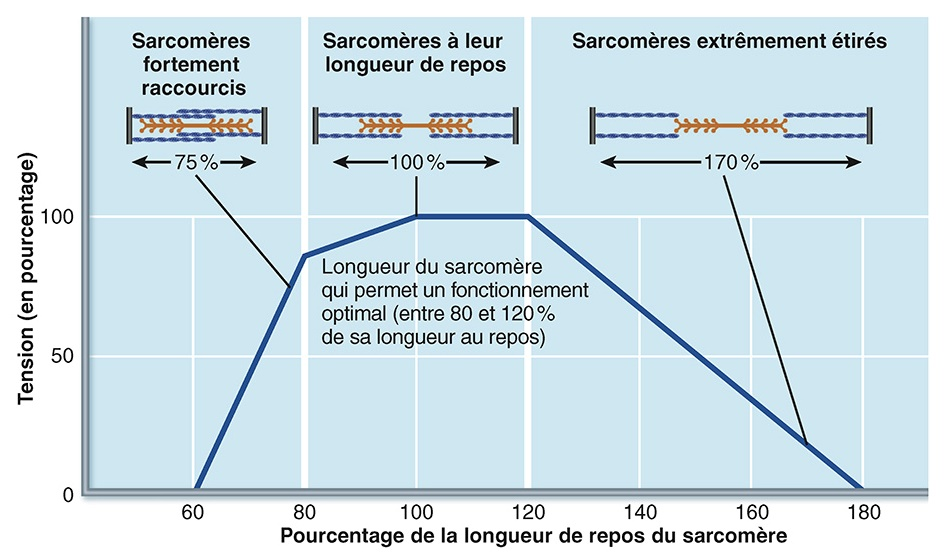 Sarcomères
fortement
raccourcis
75 %
Sarcomères à leur
longueur de repos
100 %
Sarcomères extrêmement étirés
170 %
Tension (en pourcentage)
100
50
0
Longueur du sarcomère
qui permet un fonctionnement
optimal (entre 80 et 120 %
de sa longueur au repos)
60
80
100
120
140
160
180
Pourcentage de la longueur de repos du sarcomère